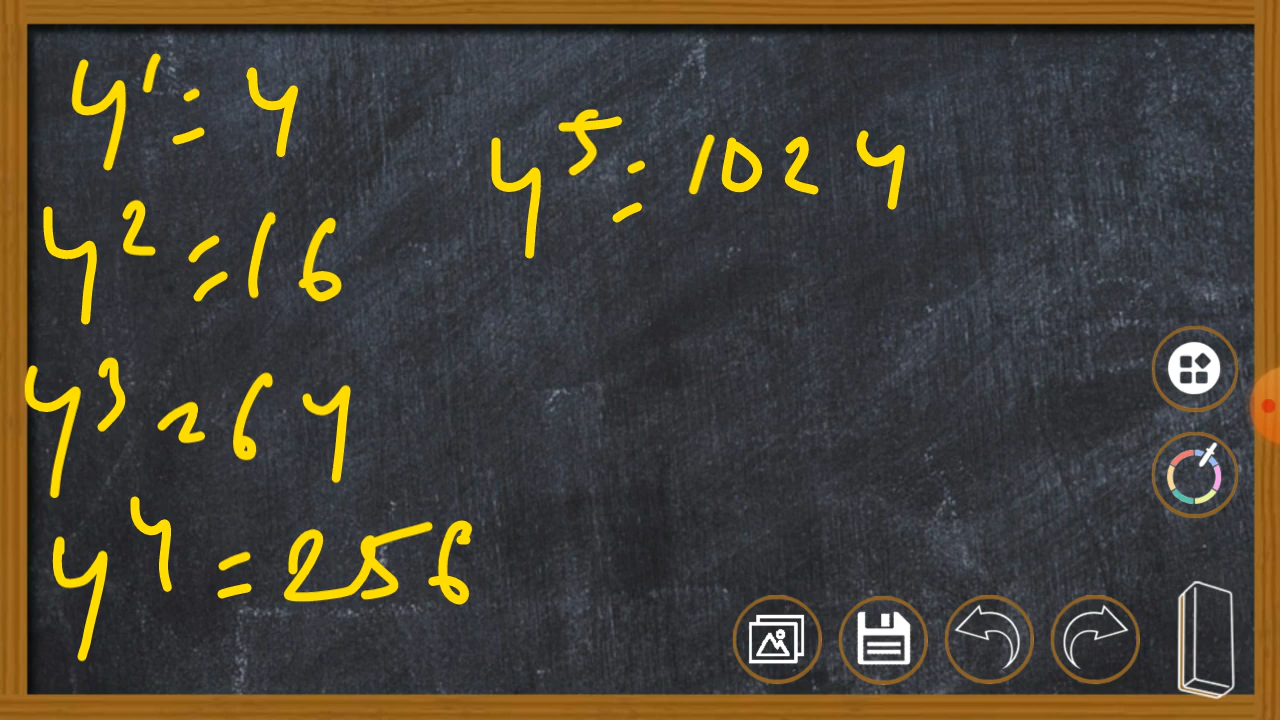 4¹ = 4
4² = 16
4³ = 64
4⁴ = 256
4⁵ = 1024